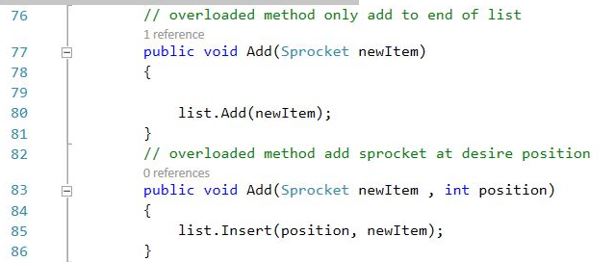 76 // overloaded method only add to end of list
1 reference
77 public void Add(Sprocket newItem)
78 {
79
80 list.Add(newItem);
81 }
82 // overloaded method add sprocket at desire position
0 references
83 public void Add(Sprocket newItem , int position)
84 {
85 list.Insert(position, newItem);
86 }